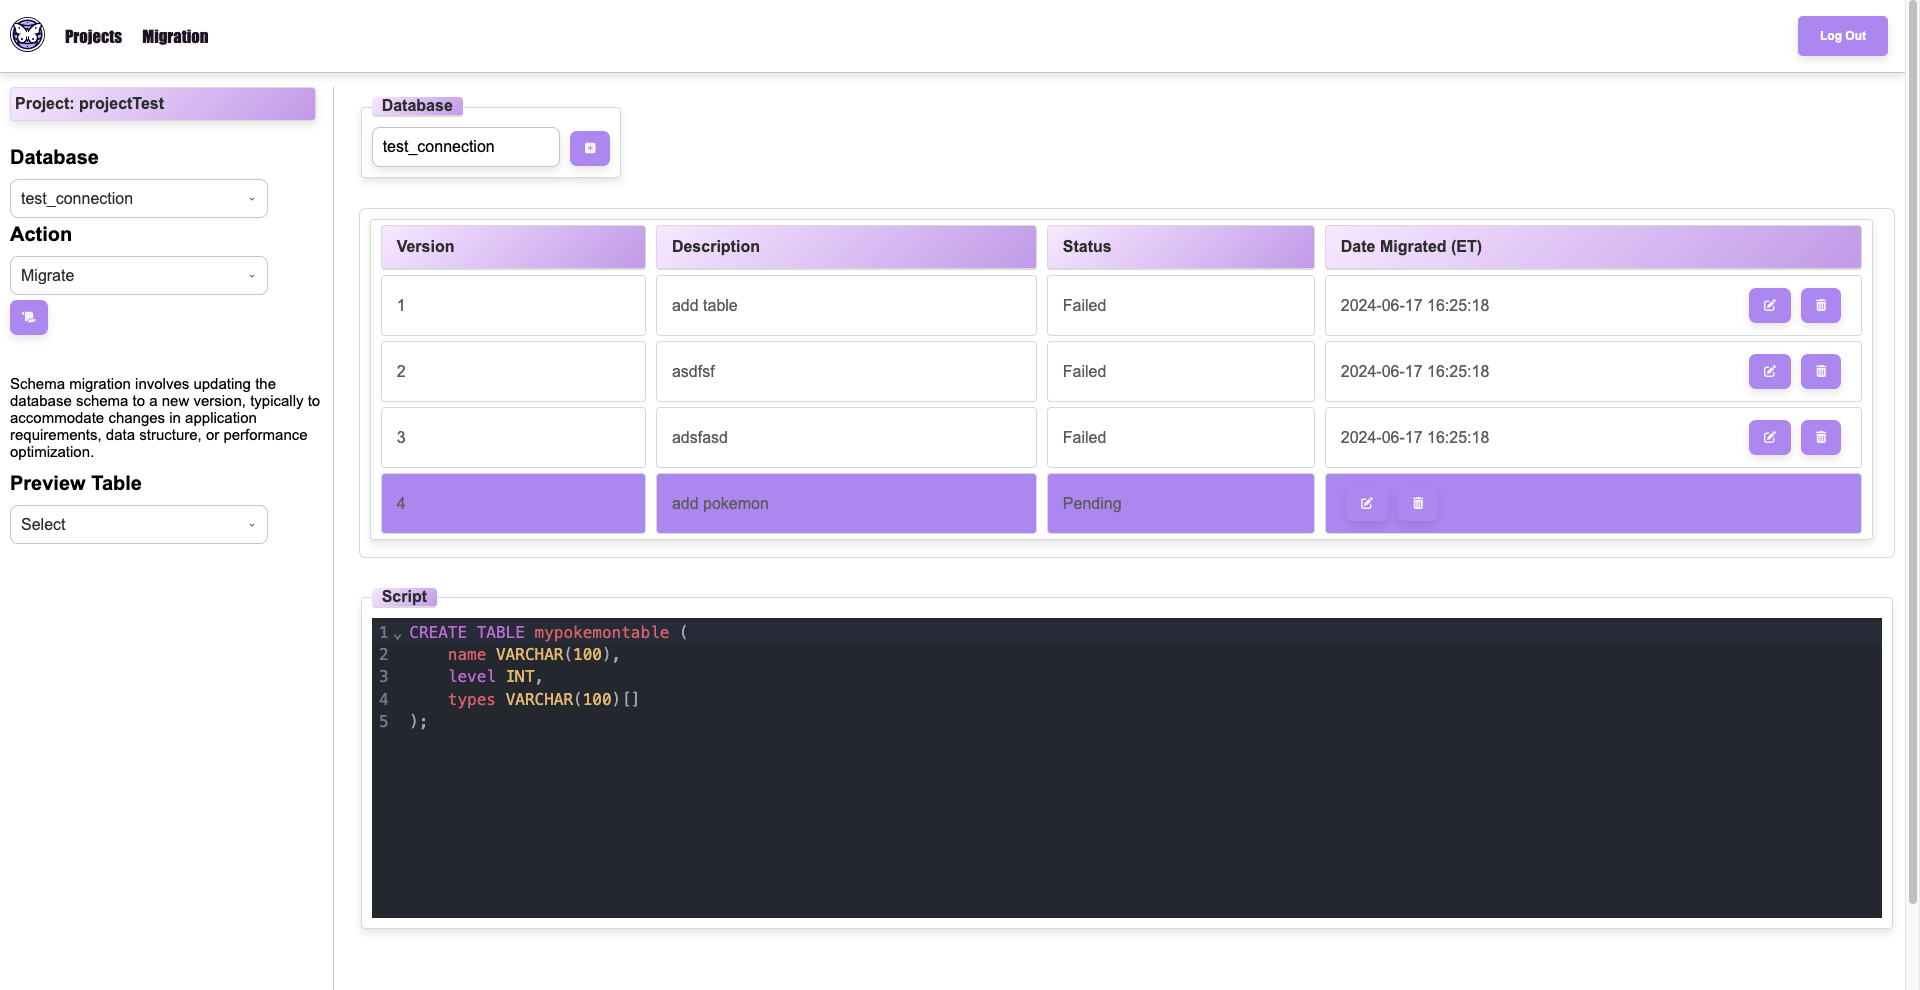 Projects Migration Log Out
Project: projectTest
Database
test_connection
Action
Migrate
Schema migration involves updating the
database schema to a new version, typically to
accommodate changes in application
requirements, data structure, or performance
optimization.
Preview Table
Select
Database
test_connection
Version Description Status Date Migrated (ET)
1 add table Failed 2024-06-17 16:25:18
2 asdfsf Failed 2024-06-17 16:25:18
3 adsfasd Failed 2024-06-17 16:25:18
4 add pokemon Pending
Script
1 CREATE TABLE mypokemontable (
2 name VARCHAR(100),
3 level INT,
4 types VARCHAR(100)[]
5 );